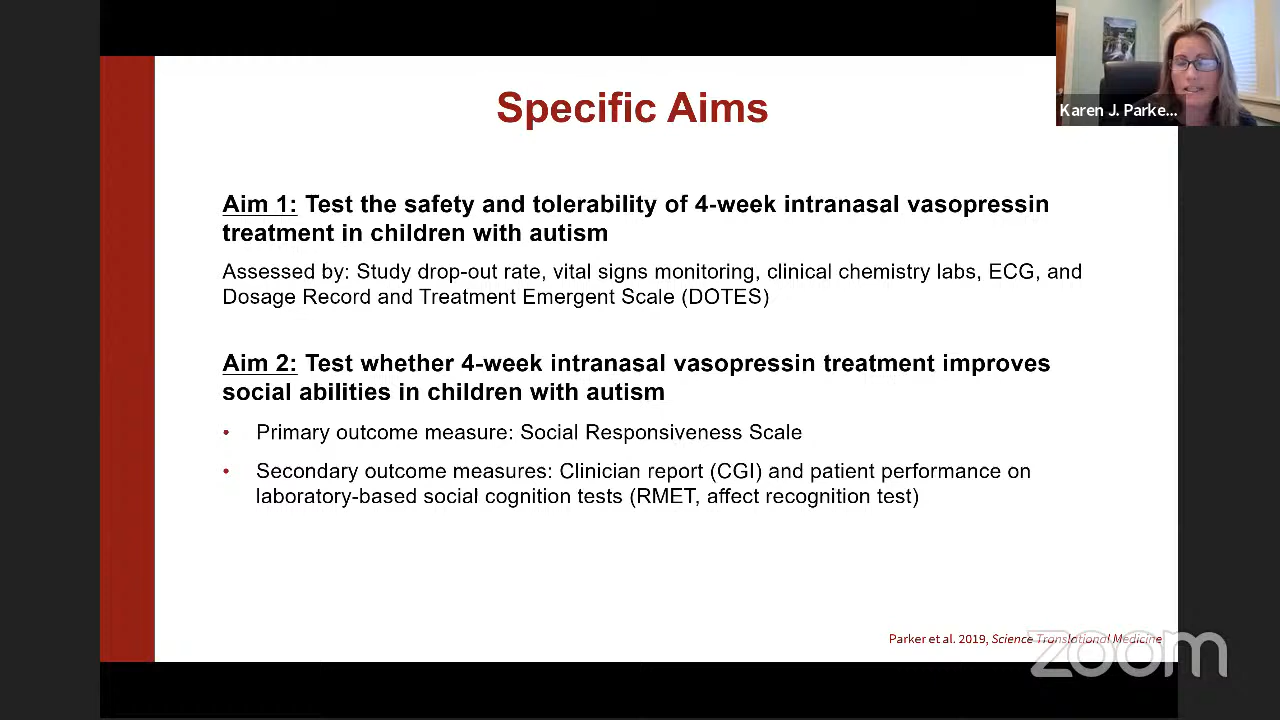 Specific Aims
Karen J. Parke...
Aim 1: Test the safety and tolerability of 4-week intranasal vasopressin
treatment in children with autism
Assessed by: Study drop-out rate, vital signs monitoring, clinical chemistry labs, ECG, and
Dosage Record and Treatment Emergent Scale (DOTES)
Aim 2: Test whether 4-week intranasal vasopressin treatment improves
social abilities in children with autism
• Primary outcome measure: Social Responsiveness Scale
• Secondary outcome measures: Clinician report (CGI) and patient performance on
laboratory-based social cognition tests (RMET, affect recognition test)
Parker et al. 2019, Science Translational Medicine
zoom